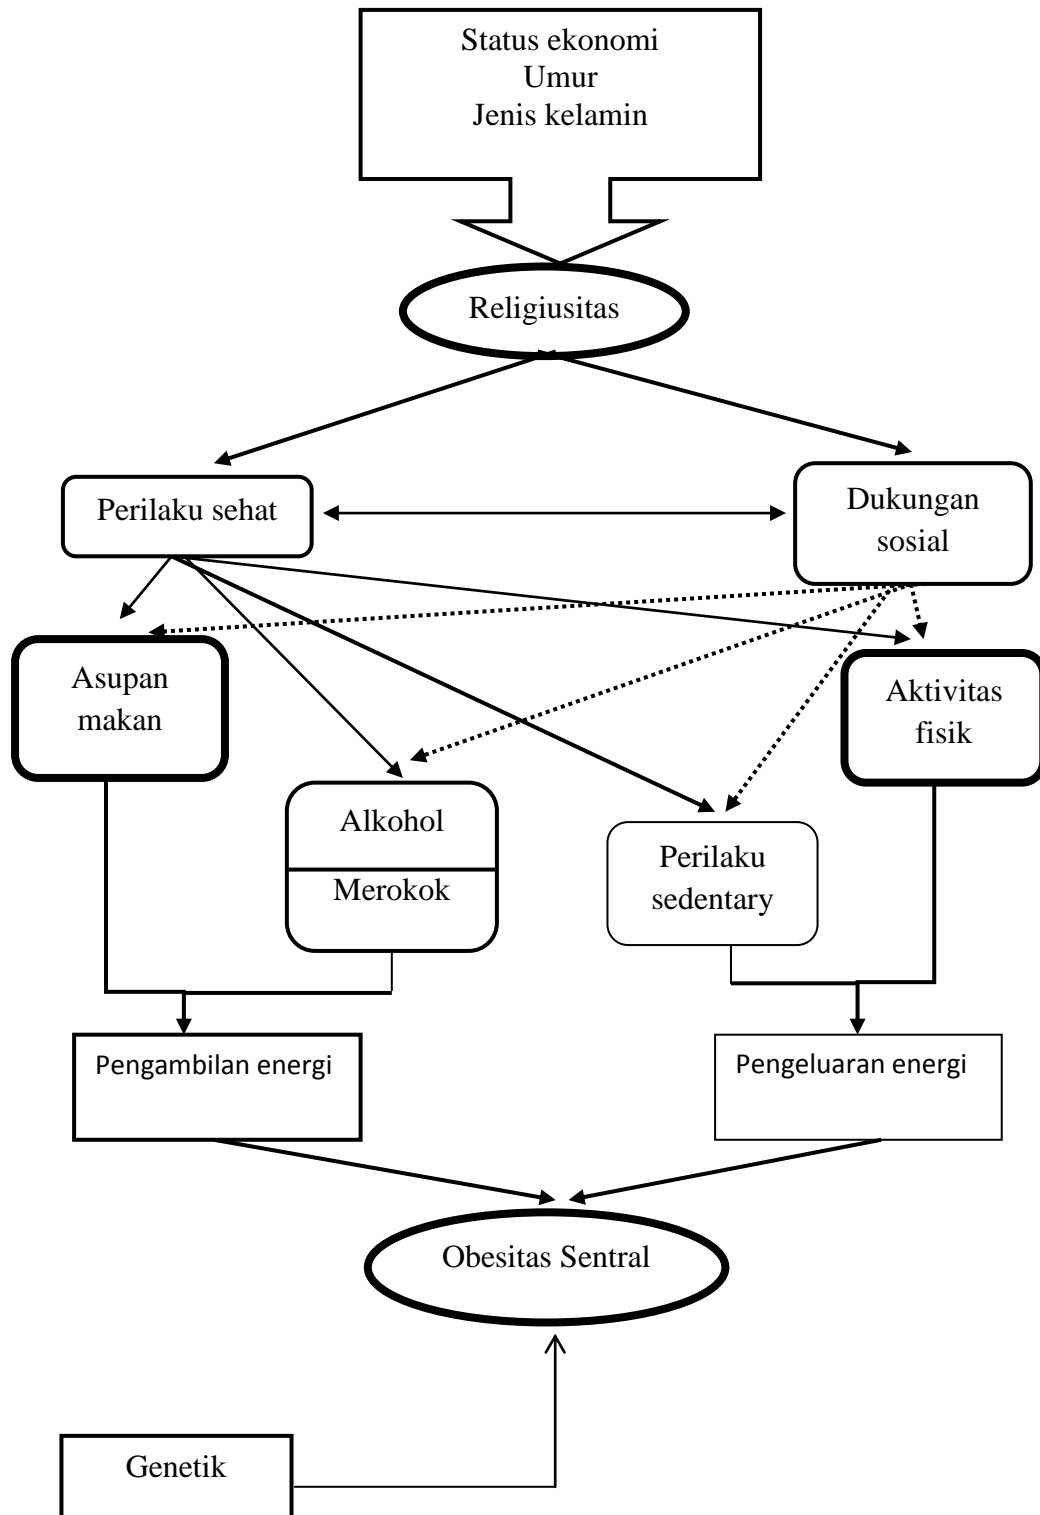 Status ekonomi
Umur
Jenis kelamin
Religiusitas
Perilaku sehat
Dukungan
sosial
Asupan
makan
Aktivitas
fisik
Alkohol
Merokok
Perilaku
sedentary
Pengambilan energi
Pengeluaran energi
Obesitas Sentral
Genetik